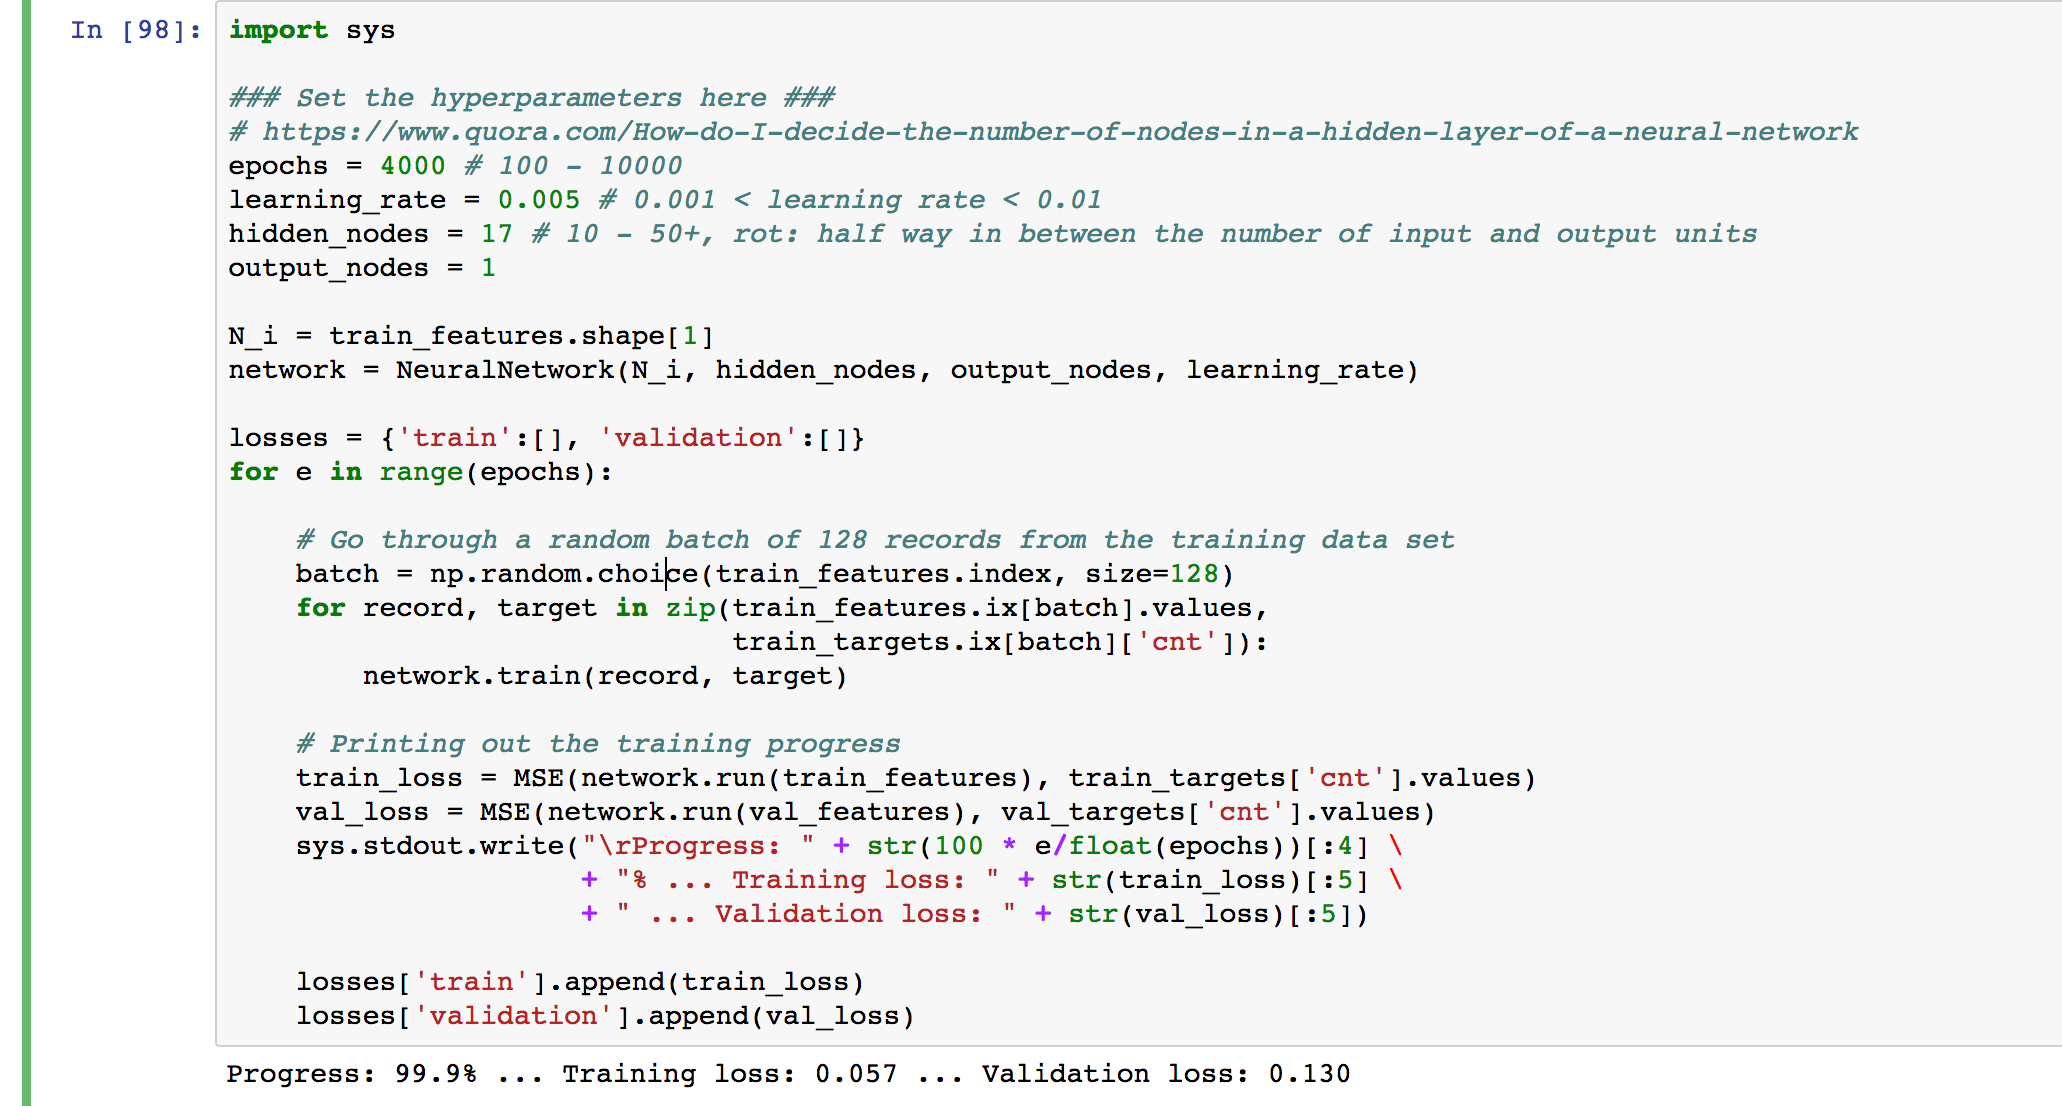 In [98]: import sys
### Set the hyperparameters here ###
# https://www.quora.com/How-do-I-decide-the-number-of-nodes-in-a-hidden-layer-of-a-neural-network
epochs = 4000 # 100 - 10000
learning_rate = 0.005 # 0.001 < learning rate < 0.01
hidden_nodes = 17 # 10 - 50+, rot: half way in between the number of input and output units
output_nodes = 1
N_i = train_features.shape[1]
network = NeuralNetwork(N_i, hidden_nodes, output_nodes, learning_rate)
losses = {'train':[], 'validation':[]}
for e in range(epochs):
    # Go through a random batch of 128 records from the training data set
    batch = np.random.choice(train_features.index, size=128)
    for record, target in zip(train_features.ix[batch].values,
                              train_targets.ix[batch]['cnt']):
        network.train(record, target)
    # Printing out the training progress
    train_loss = MSE(network.run(train_features), train_targets['cnt'].values)
    val_loss = MSE(network.run(val_features), val_targets['cnt'].values)
    sys.stdout.write("\rProgress: " + str(100 * e/float(epochs))[:4] \
                     + "% ... Training loss: " + str(train_loss)[:5] \
                     + " ... Validation loss: " + str(val_loss)[:5])
    losses['train'].append(train_loss)
    losses['validation'].append(val_loss)
Progress: 99.9% ... Training loss: 0.057 ... Validation loss: 0.130